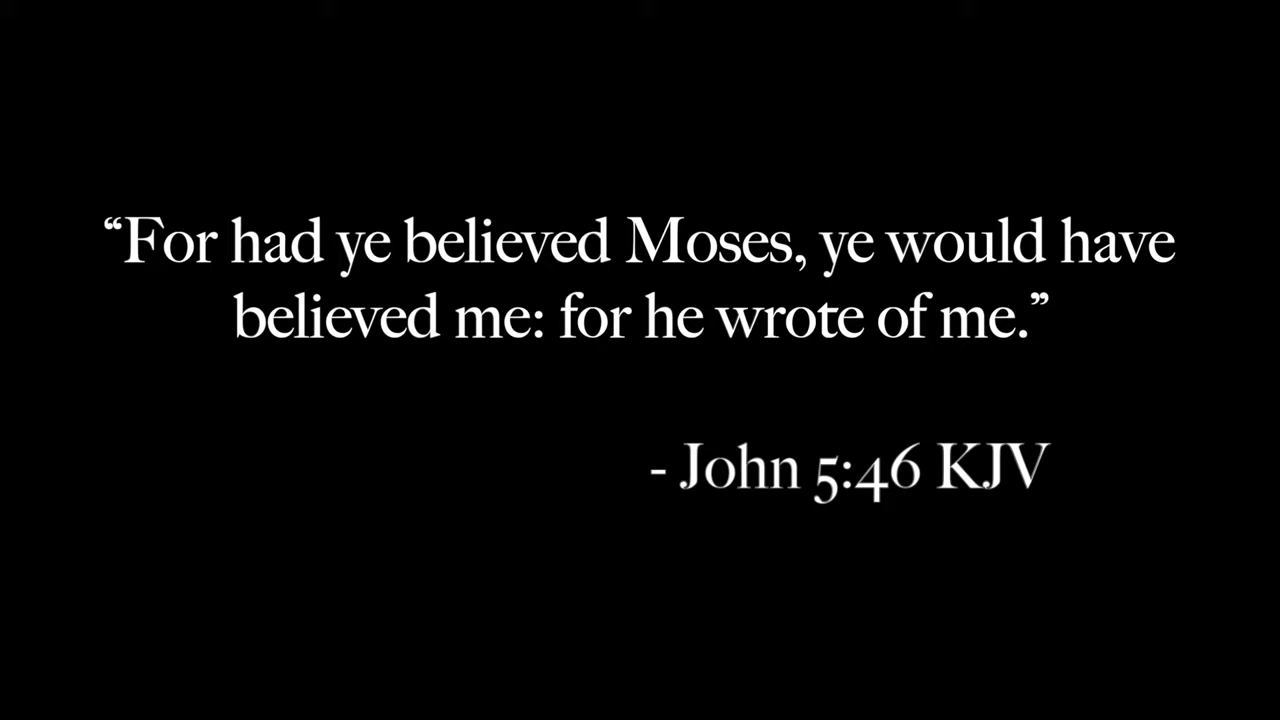 “For had ye believed Moses, ye would have
believed me: for he wrote of me.”
- John 5:46 KJV